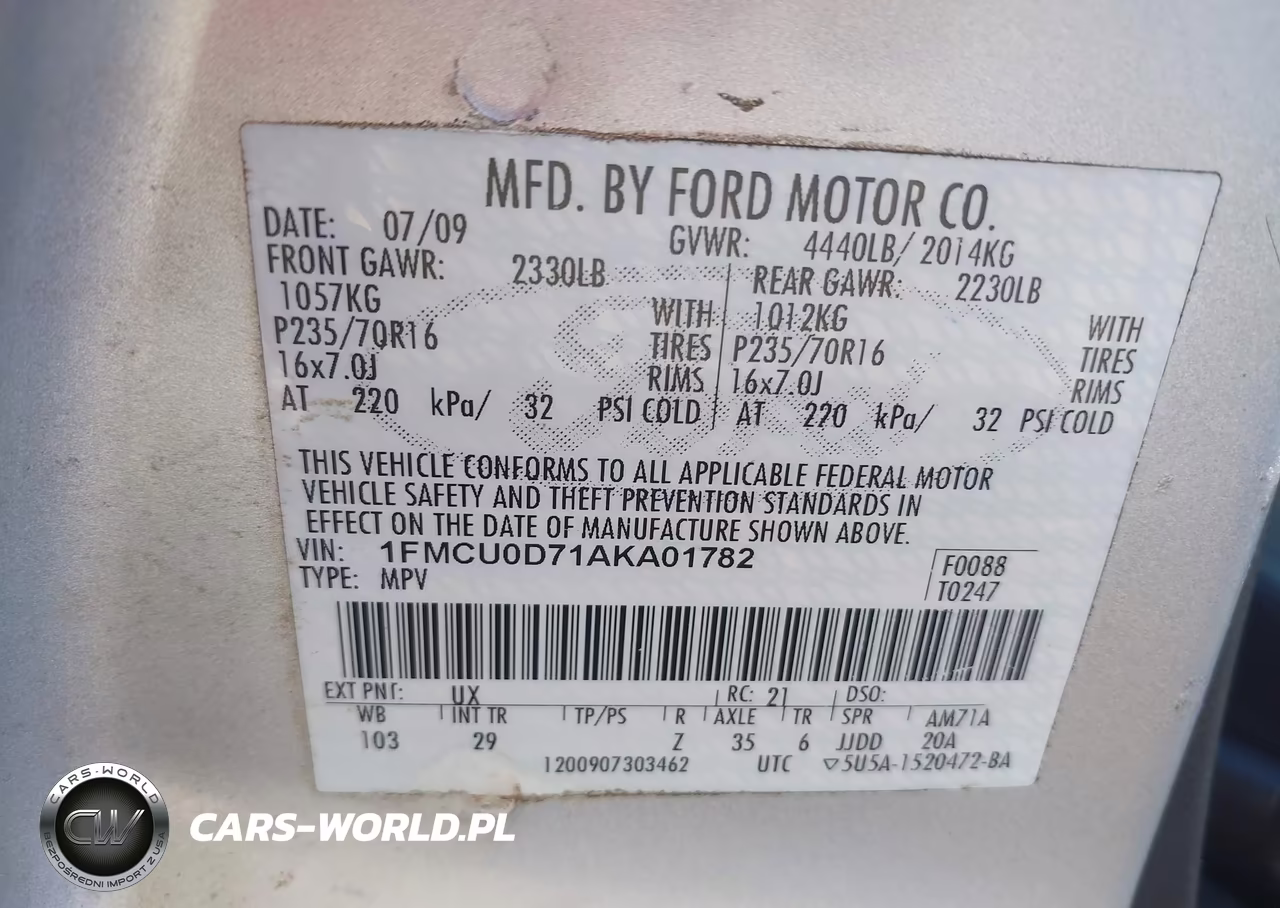 MFD. BY FORD MOTOR CO.
DATE: 07/09 GVWR: 4440LB/ 2014KG
FRONT GAWR: 2330LB REAR GAWR: 2230LB
1057KG WITH 1012KG WITH
P235/70R16 TIRES P235/70R16 TIRES
16x7.0J RIMS 16x7.0J RIMS
AT 220 kPa/ 32 PSI COLD AT 220 kPa/ 32 PSI COLD
THIS VEHICLE CONFORMS TO ALL APPLICABLE FEDERAL MOTOR
VEHICLE SAFETY AND THEFT PREVENTION STANDARDS IN
EFFECT ON THE DATE OF MANUFACTURE SHOWN ABOVE.
VIN: 1FMCU0D71AKA01782 F0088
TYPE: MPV T0247
EXT PNT: UX RC: 21 DSO:
WB INT TR TP/PS R AXLE TR SPR AM71A
103 29 Z 35 6 JJDD 20A
1200907303462 UTC ▽5U5A-1520472-BA
CARS-WORLD
CW
BEZPOŚREDNI IMPORT Z USA
CARS-WORLD.PL